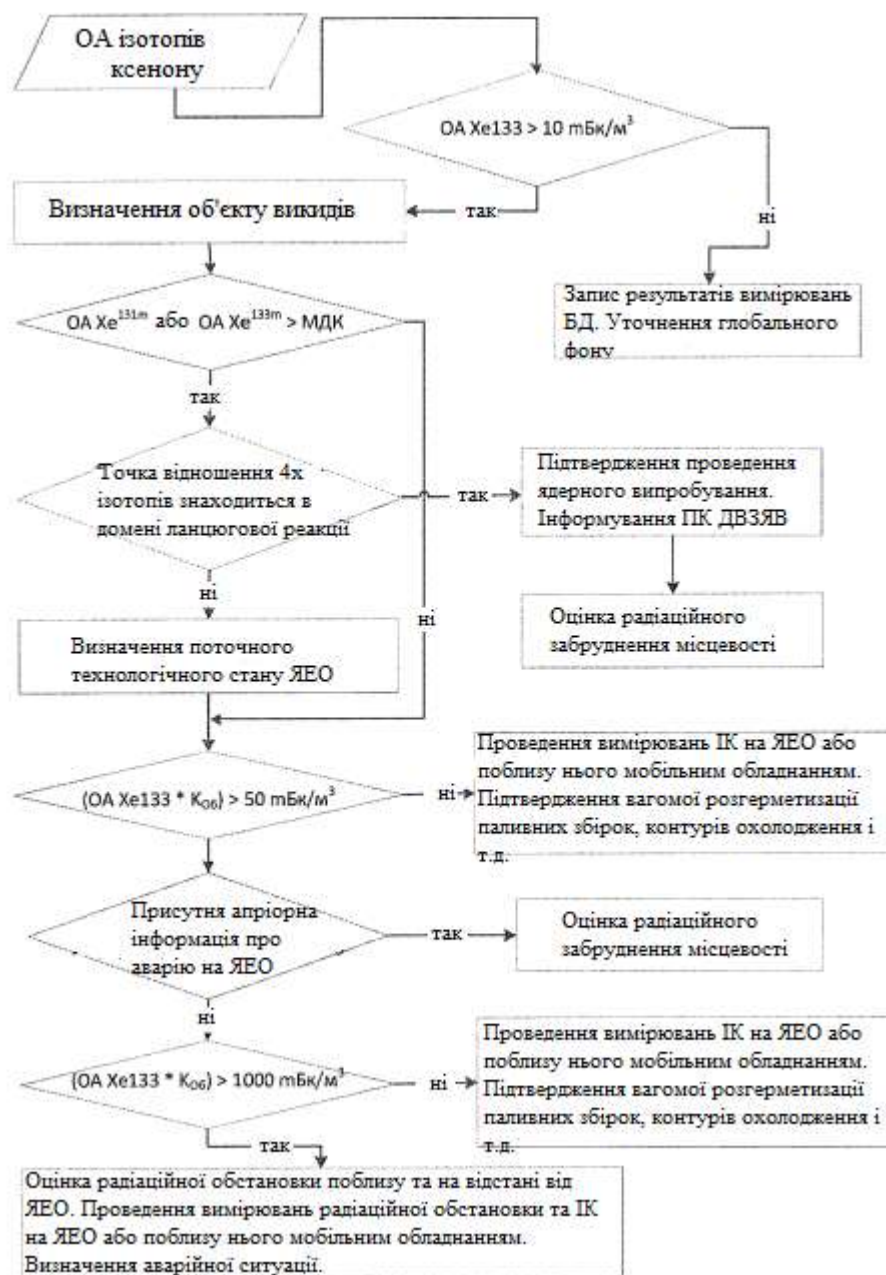 ОА ізотопів
ксенону
ОА Хе133 > 10 mБк/м³
так
ні
Визначення об'єкту викидів
Запис результатів вимірювань
БД. Уточнення глобального
фону
ОА Xe¹³¹ᵐ або ОА Xe¹³³ᵐ > МДК
так
Точка відношення 4х
ізотопів знаходиться в
домені ланцюгової реакції
так
Підтвердження проведення
ядерного випробування.
Інформування ПК ДВЗЯВ
ні
ні
Оцінка радіаційного
забруднення місцевості
Визначення поточного
технологічного стану ЯЕО
(ОА Хе133 * Kоб) > 50 mБк/м³
ні
Проведення вимірювань ІК на ЯЕО або
поблизу нього мобільним обладнанням.
Підтвердження вагомої розгерметизації
паливних збірок, контурів охолодження і
т.д.
Присутня апріорна
інформація про
аварію на ЯЕО
так
Оцінка радіаційного
забруднення місцевості
ні
(ОА Хе133 * Kоб) > 1000 mБк/м³
ні
Проведення вимірювань ІК на ЯЕО або
поблизу нього мобільним обладнанням.
Підтвердження вагомої розгерметизації
паливних збірок, контурів охолодження і
т.д.
так
Оцінка радіаційної обстановки поблизу та на відстані від
ЯЕО. Проведення вимірювань радіаційної обстановки та ІК
на ЯЕО або поблизу нього мобільним обладнанням.
Визначення аварійної ситуації.